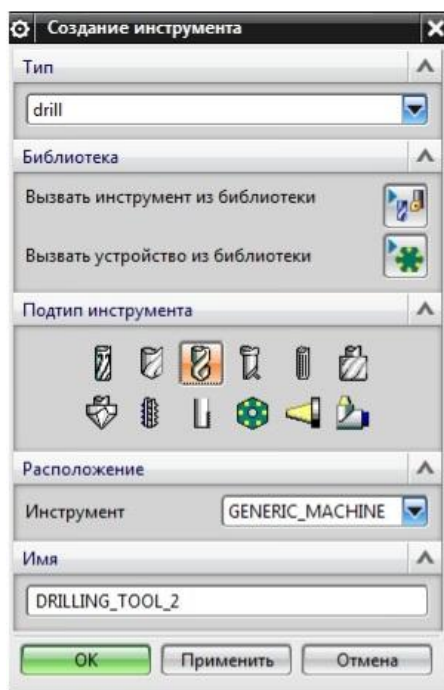 Создание инструмента
Тип
drill
Библиотека
Вызвать инструмент из библиотеки
Вызвать устройство из библиотеки
Подтип инструмента
Расположение
Инструмент GENERIC_MACHINE
Имя
DRILLING_TOOL_2
OK Применить Отмена